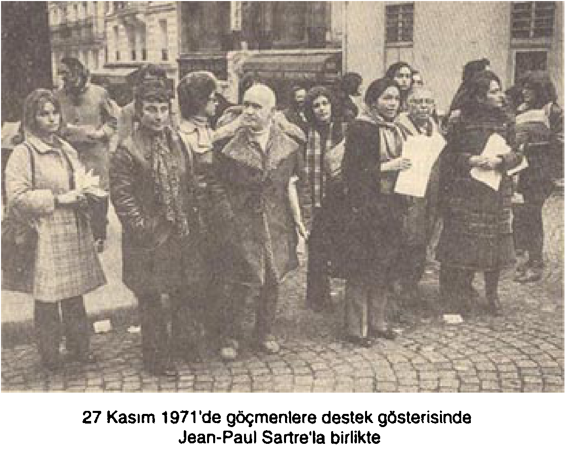 27 Kasım 1971'de göçmenlere destek gösterisinde
Jean-Paul Sartre'la birlikte